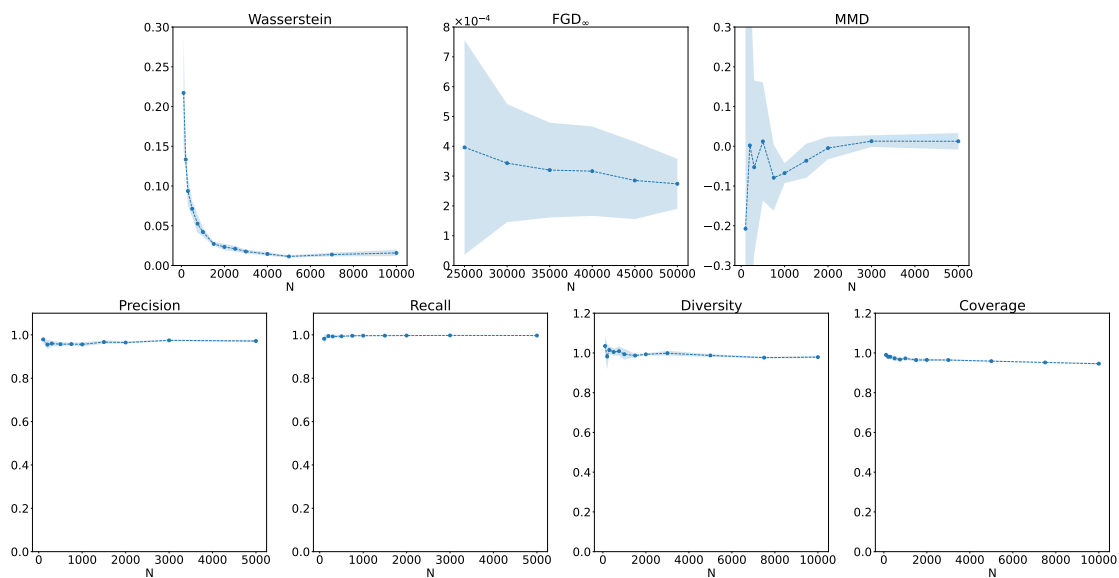 Wasserstein
0.30
0.25
0.20
0.15
0.10
0.05
0.00
0 2000 4000 6000 8000 10000
N
FGD∞
×10⁻⁴
8
7
6
5
4
3
2
1
0
25000 30000 35000 40000 45000 50000
N
MMD
0.3
0.2
0.1
0.0
−0.1
−0.2
−0.3
0 1000 2000 3000 4000 5000
N
Precision
1.0
0.8
0.6
0.4
0.2
0.0
0 1000 2000 3000 4000 5000
N
Recall
1.0
0.8
0.6
0.4
0.2
0.0
0 1000 2000 3000 4000 5000
N
Diversity
1.2
1.0
0.8
0.6
0.4
0.2
0.0
0 2000 4000 6000 8000 10000
N
Coverage
1.2
1.0
0.8
0.6
0.4
0.2
0.0
0 2000 4000 6000 8000 10000
N